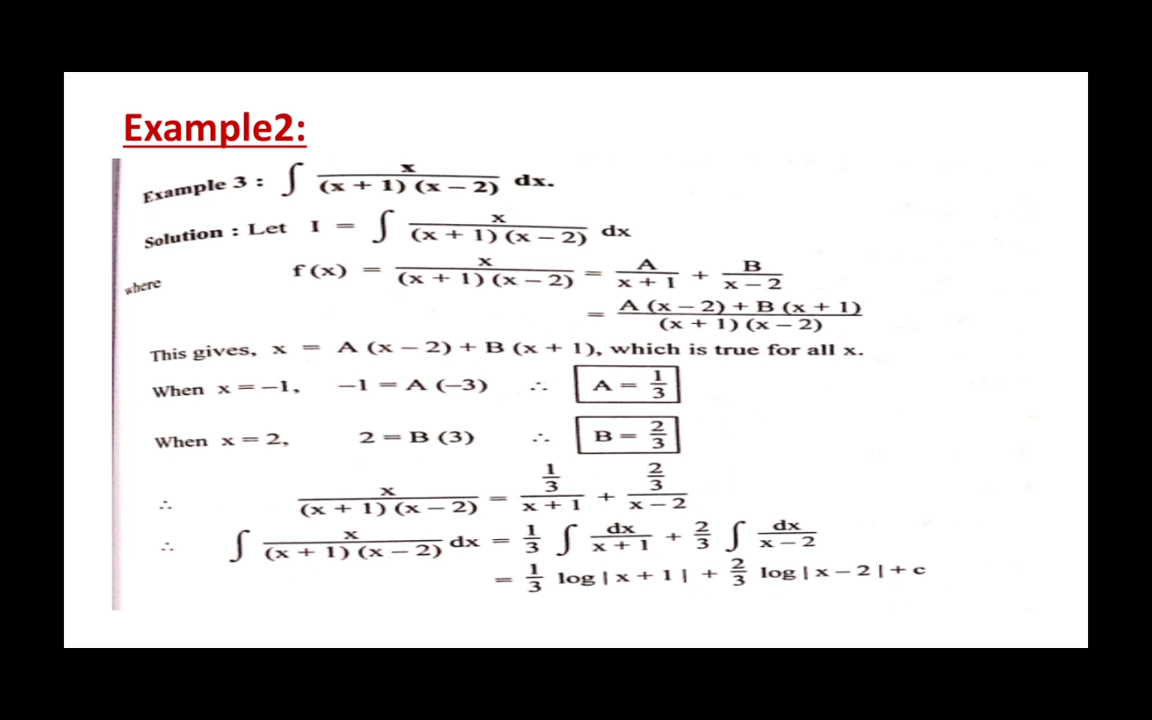 Example2:
Example 3 : ∫ x / (x + 1) (x – 2) dx.
Solution : Let I = ∫ x / (x + 1) (x – 2) dx
where f (x) = x / (x + 1) (x – 2) = A / x + 1 + B / x – 2
= A (x – 2) + B (x + 1) / (x + 1) (x – 2)
This gives, x = A (x – 2) + B (x + 1), which is true for all x.
When x = –1, –1 = A (–3) ∴ A = 1/3
When x = 2, 2 = B (3) ∴ B = 2/3
∴ x / (x + 1) (x – 2) = 1/3 / x + 1 + 2/3 / x – 2
∴ ∫ x / (x + 1) (x – 2) dx = 1/3 ∫ dx / x + 1 + 2/3 ∫ dx / x – 2
= 1/3 log | x + 1 | + 2/3 log | x – 2 | + c